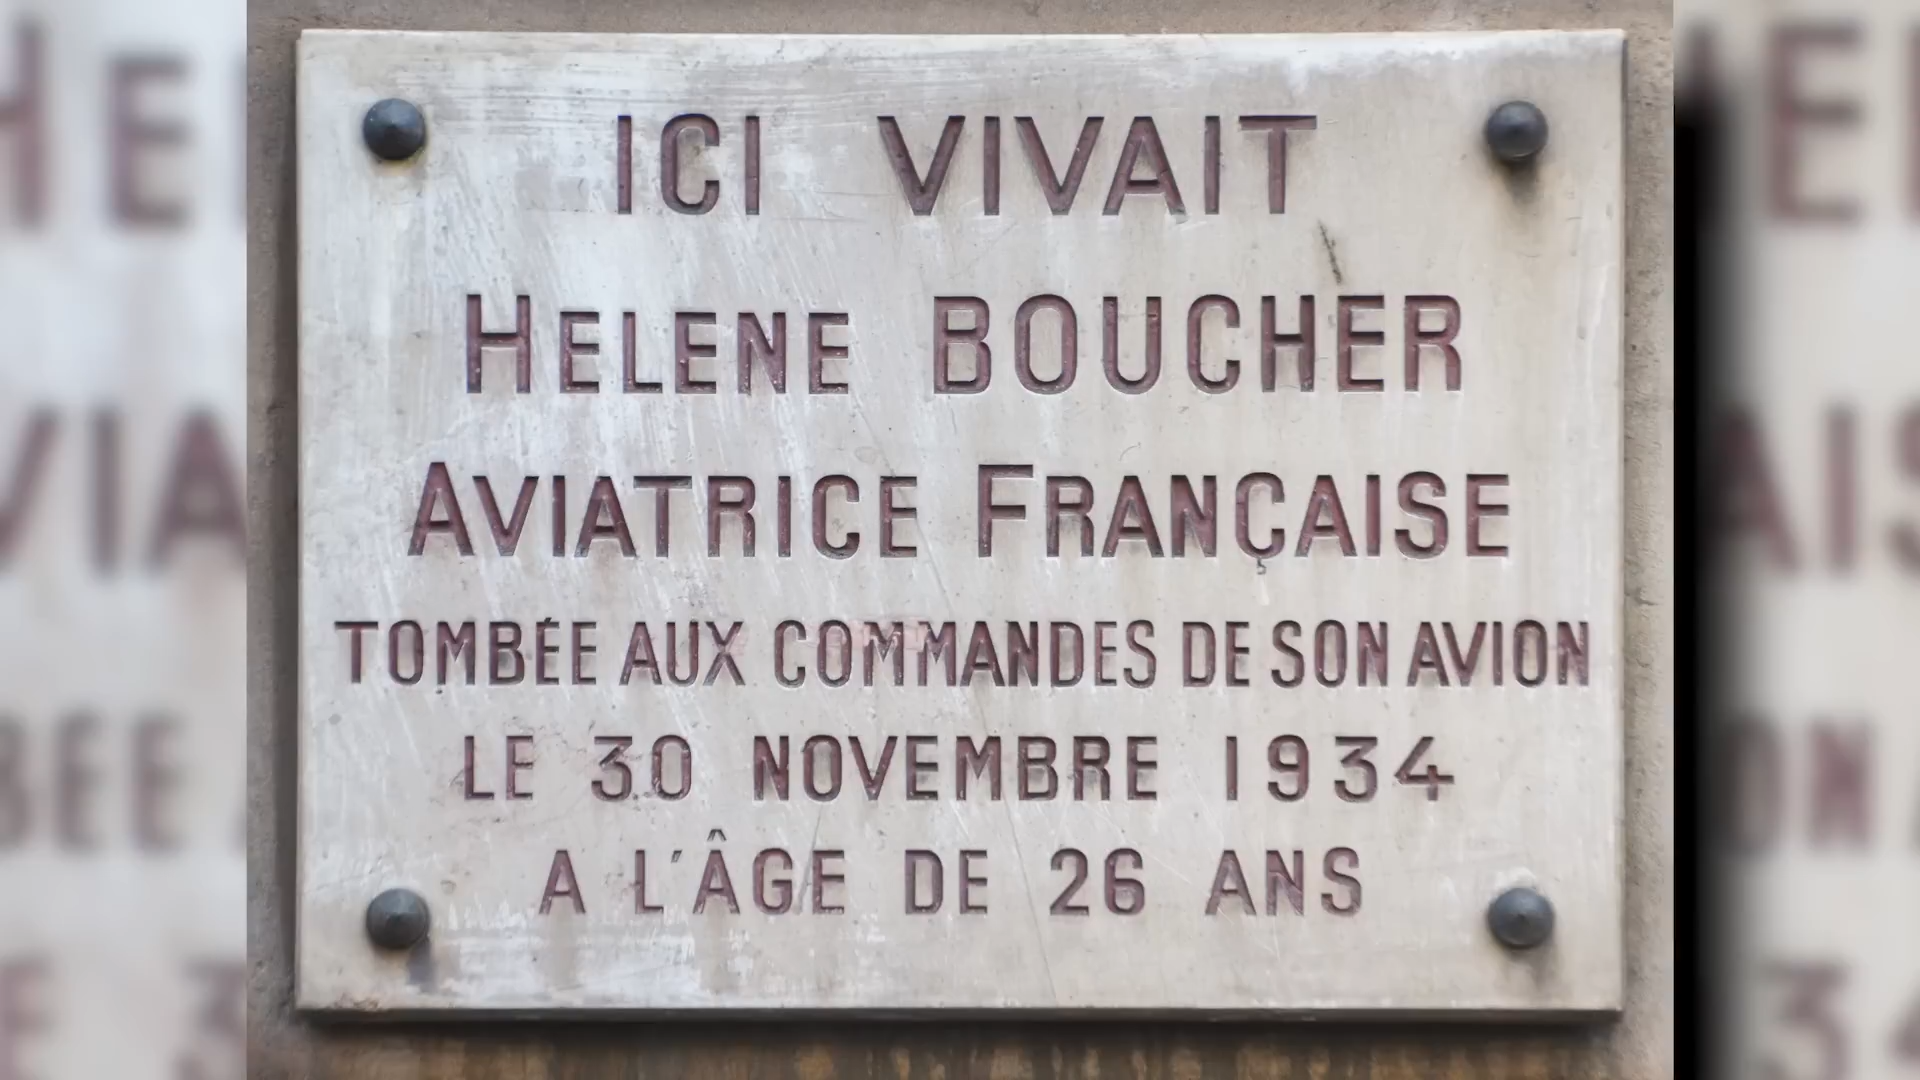 ICI VIVAIT
HELENE BOUCHER
AVIATRICE FRANÇAISE
TOMBÉE AUX COMMANDES DE SON AVION
LE 30 NOVEMBRE 1934
A L'ÂGE DE 26 ANS